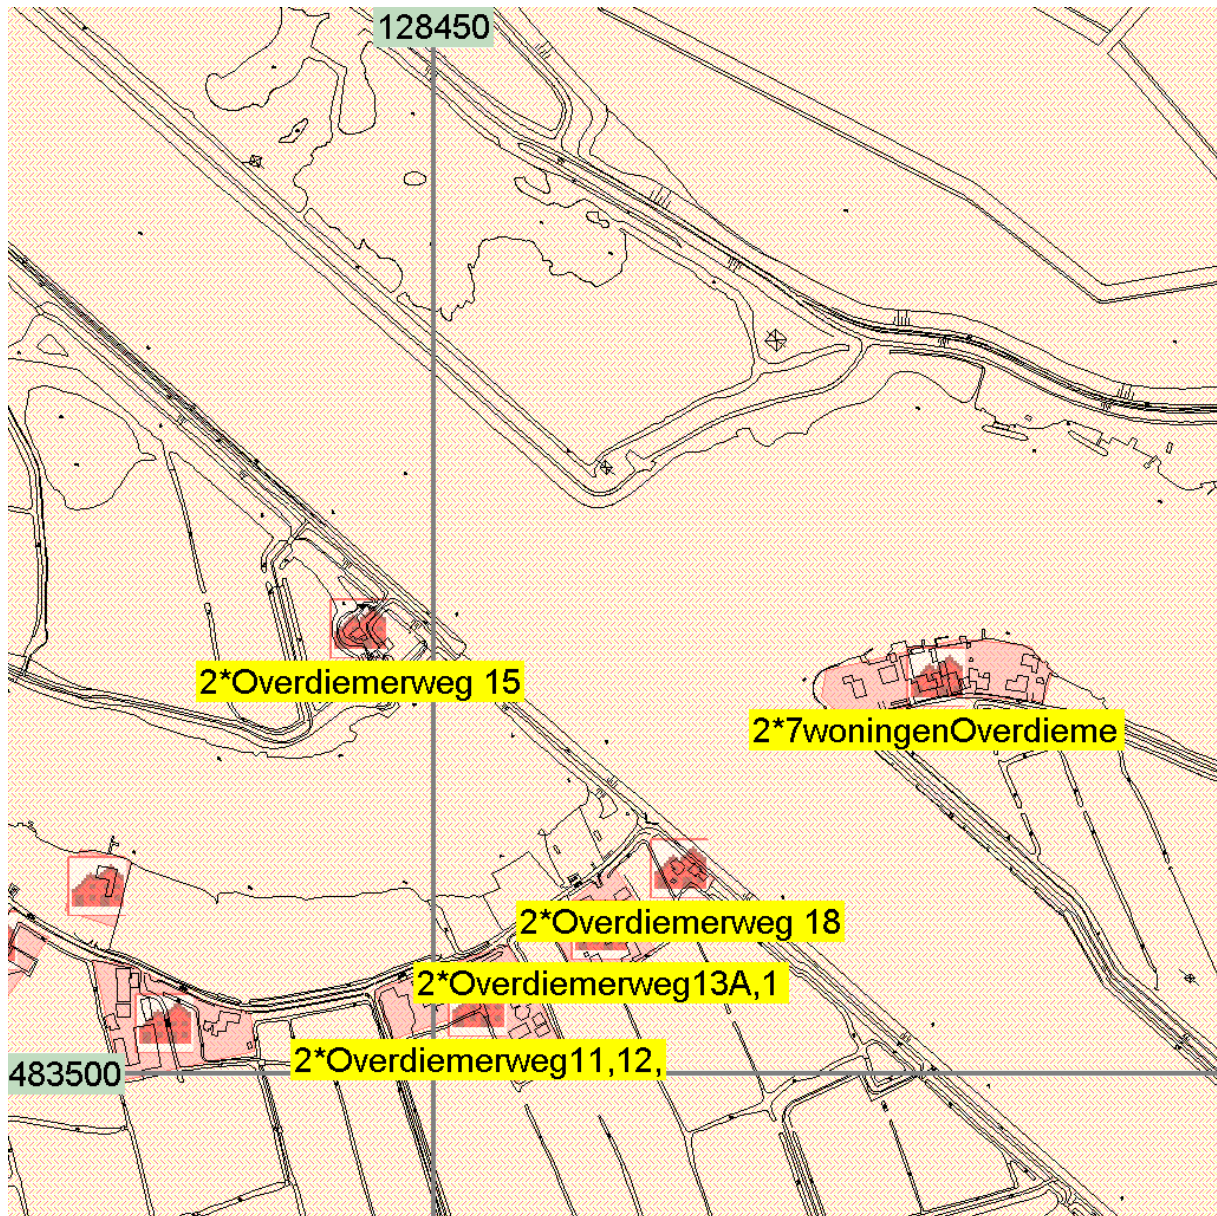 128450
2*Overdiemerweg 15
2*7woningenOverdieme
2*Overdiemerweg 18
2*Overdiemerweg13A,1
2*Overdiemerweg11,12,
483500